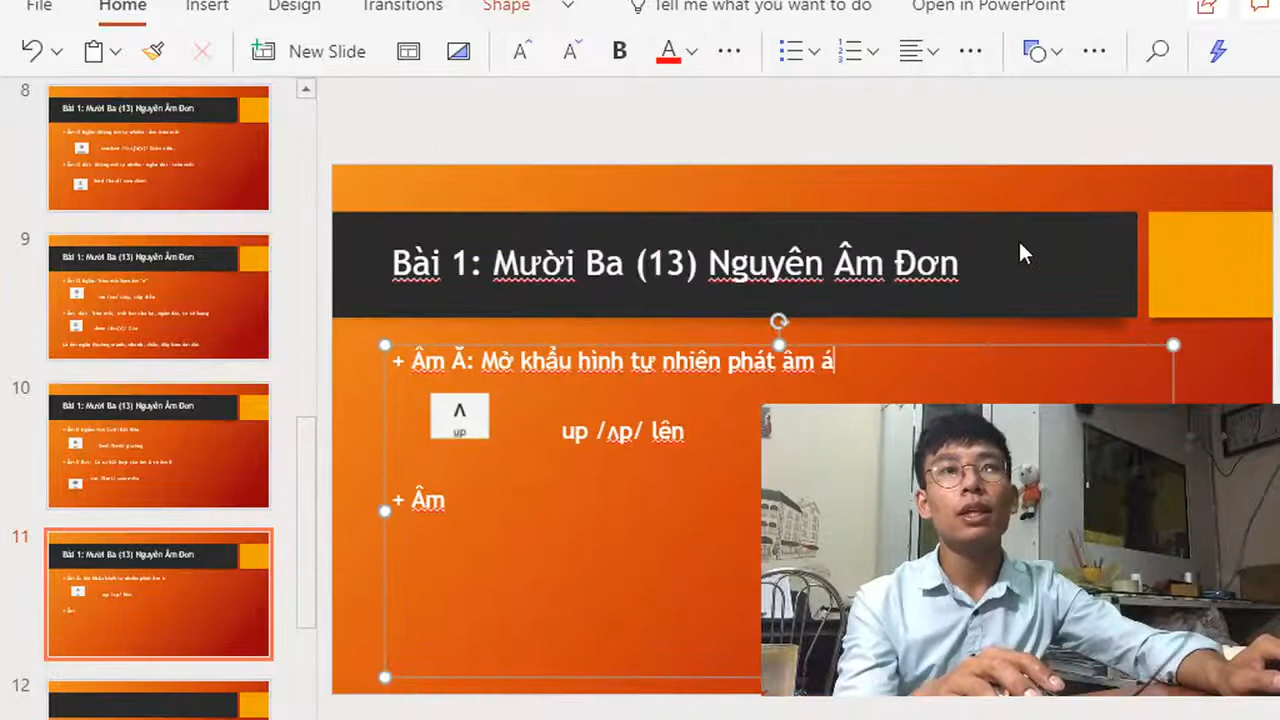 File Home Insert Design Transitions Shape Tell me what you want to do Open in PowerPoint
New Slide A A B A
8 Bài 1: Mười Ba (13) Nguyên Âm Đơn
9 Bài 1: Mười Ba (13) Nguyên Âm Đơn
10 Bài 1: Mười Ba (13) Nguyên Âm Đơn
11 Bài 1: Mười Ba (13) Nguyên Âm Đơn
12
Bài 1: Mười Ba (13) Nguyên Âm Đơn
+ Âm Ă: Mở khẩu hình tự nhiên phát âm á
ʌ
up
up /ʌp/ lên
+ Âm